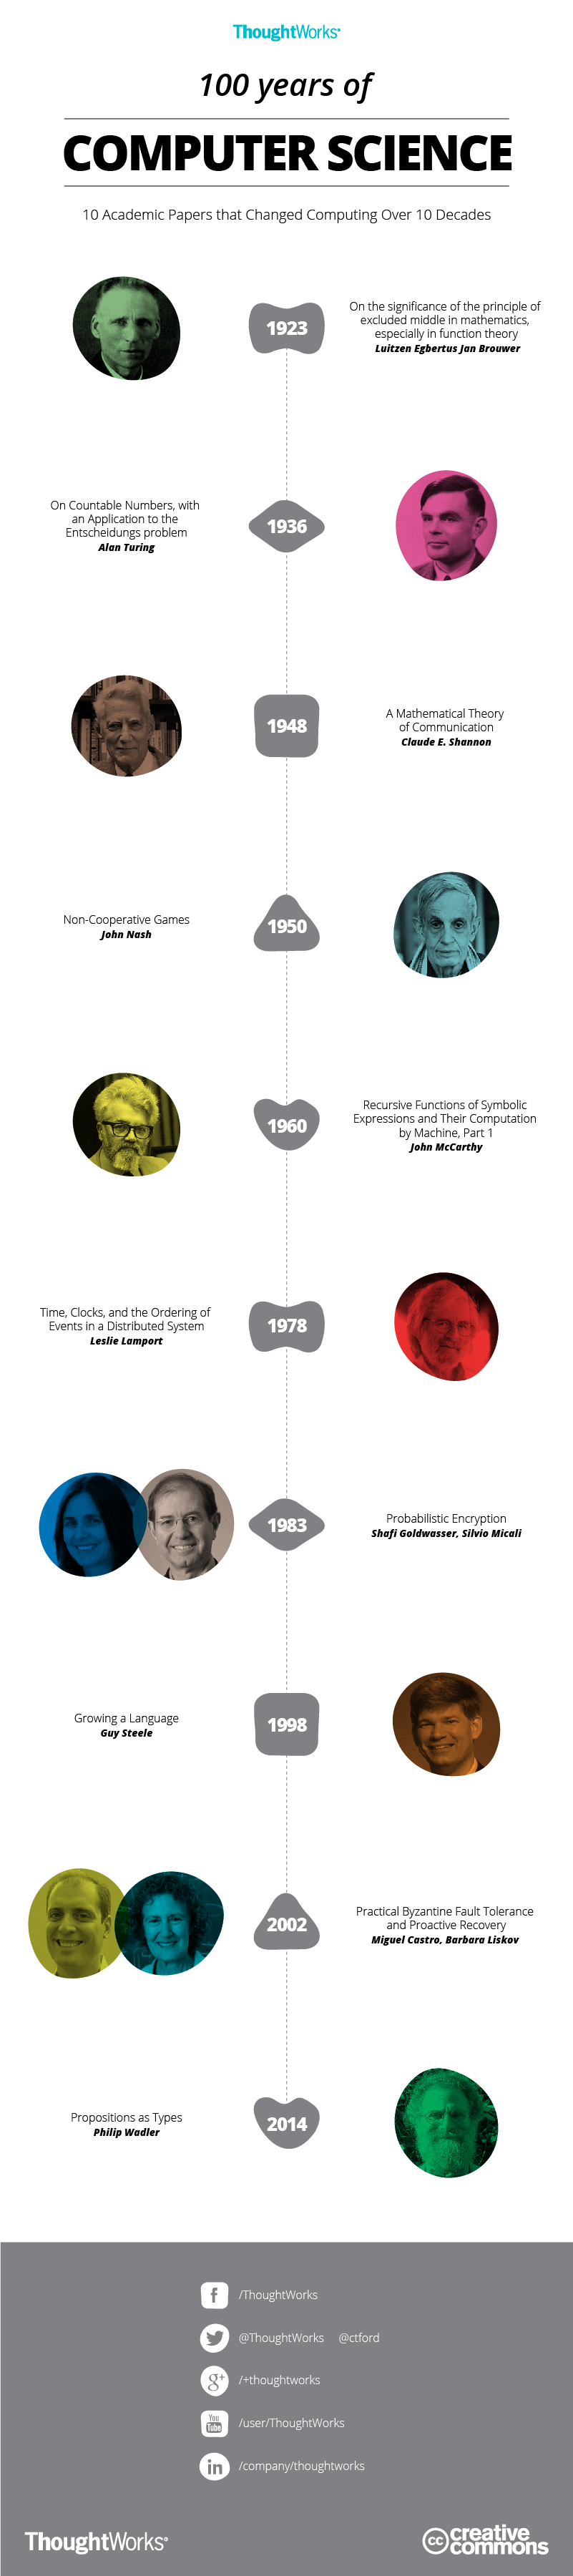 ThoughtWorks®
100 years of
COMPUTER SCIENCE
10 Academic Papers that Changed Computing Over 10 Decades
1923
On the significance of the principle of
excluded middle in mathematics,
especially in function theory
Luitzen Egbertus Jan Brouwer
On Countable Numbers, with
an Application to the
Entscheidungs problem
Alan Turing
1936
1948
A Mathematical Theory
of Communication
Claude E. Shannon
Non-Cooperative Games
John Nash
1950
1960
Recursive Functions of Symbolic
Expressions and Their Computation
by Machine, Part 1
John McCarthy
Time, Clocks, and the Ordering of
Events in a Distributed System
Leslie Lamport
1978
1983
Probabilistic Encryption
Shafi Goldwasser, Silvio Micali
Growing a Language
Guy Steele
1998
2002
Practical Byzantine Fault Tolerance
and Proactive Recovery
Miguel Castro, Barbara Liskov
Propositions as Types
Philip Wadler
2014
f /ThoughtWorks
@ThoughtWorks @ctford
g+ /+thoughtworks
You
Tube /user/ThoughtWorks
in /company/thoughtworks
ThoughtWorks®
cc creative
commons